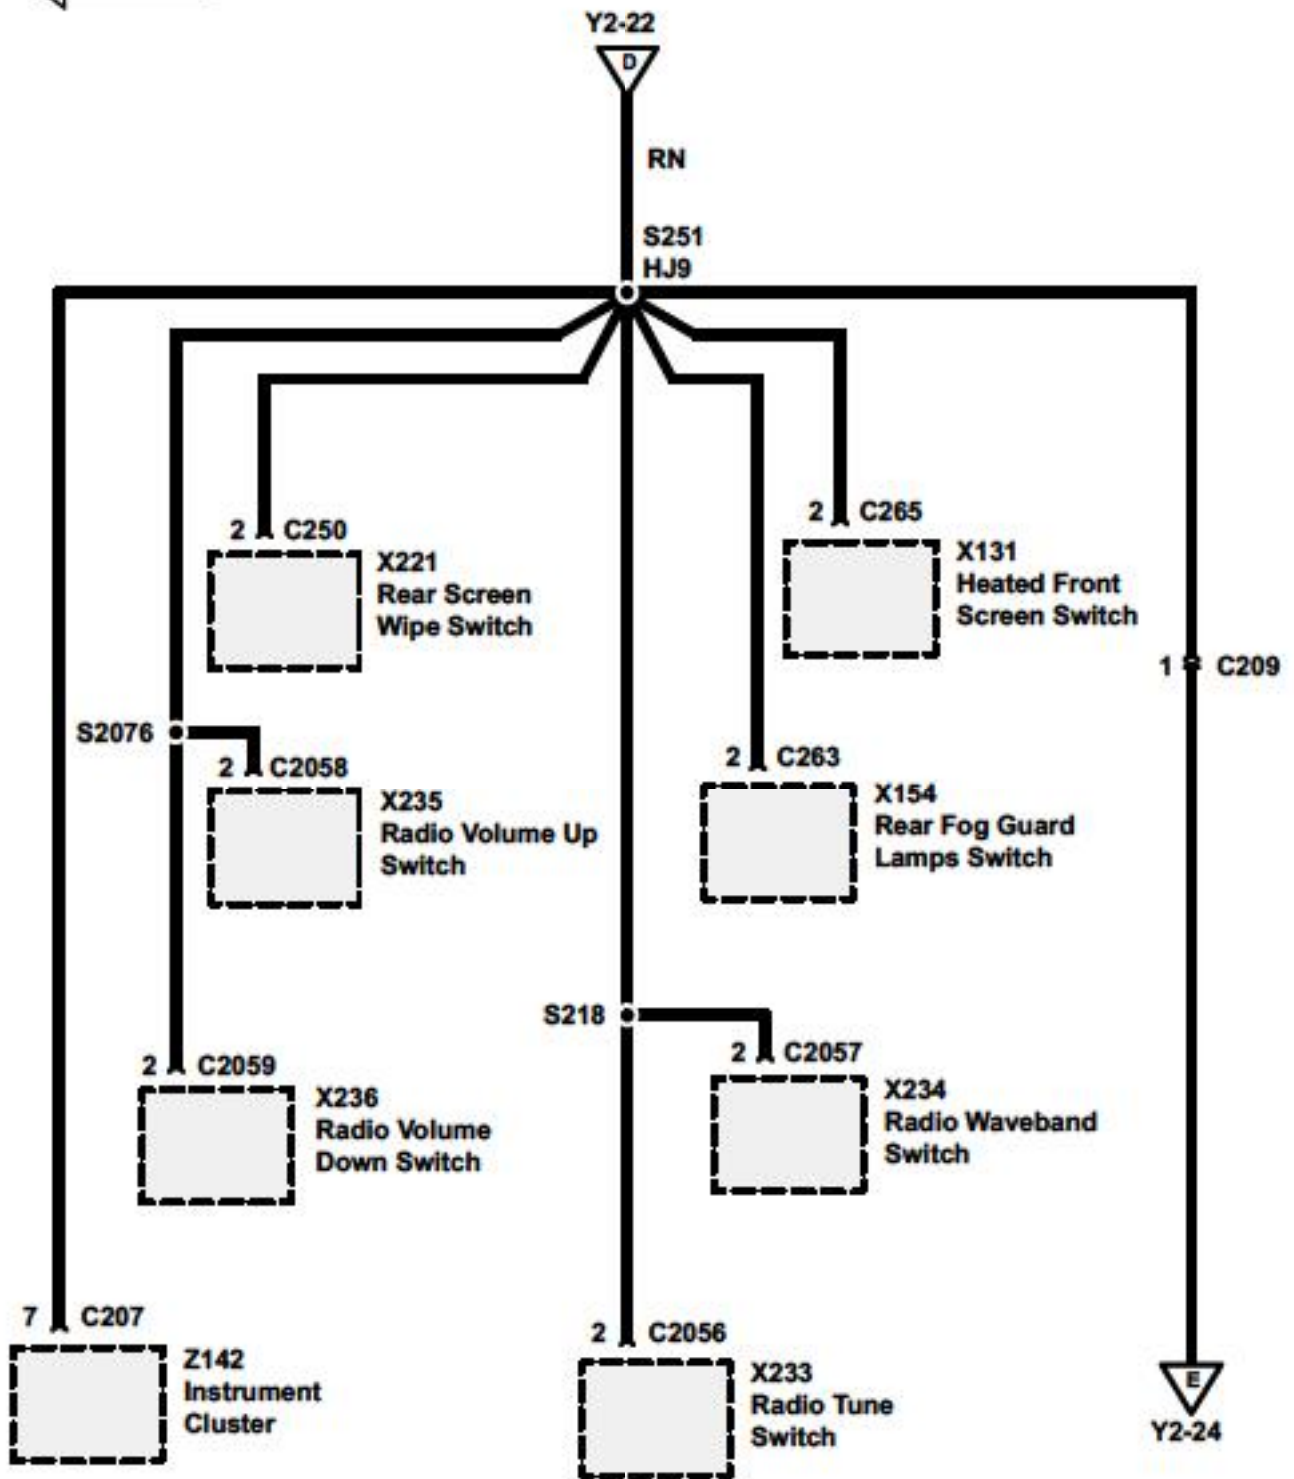 Y2-22
D
RN
S251
HJ9
2 C250
X221
Rear Screen
Wipe Switch
2 C265
X131
Heated Front
Screen Switch
1 C209
S2076
2 C2058
X235
Radio Volume Up
Switch
2 C263
X154
Rear Fog Guard
Lamps Switch
S218
2 C2057
X234
Radio Waveband
Switch
2 C2059
X236
Radio Volume
Down Switch
7 C207
Z142
Instrument
Cluster
2 C2056
X233
Radio Tune
Switch
E
Y2-24